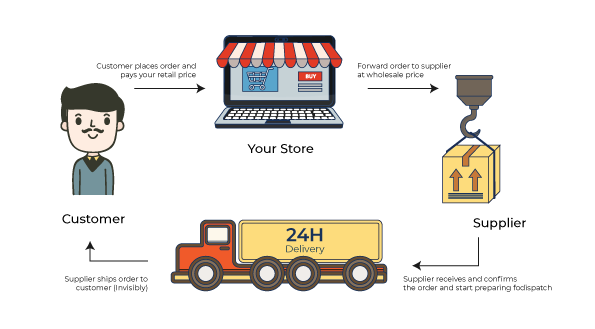 Customer places order and
pays your retail price
Forward order to supplier
at wholesale price
BUY
Your Store
Customer
Supplier
24H
Delivery
Supplier ships order to
customer (Invisibly)
Supplier receives and confirms
the order and start preparing fodispatch